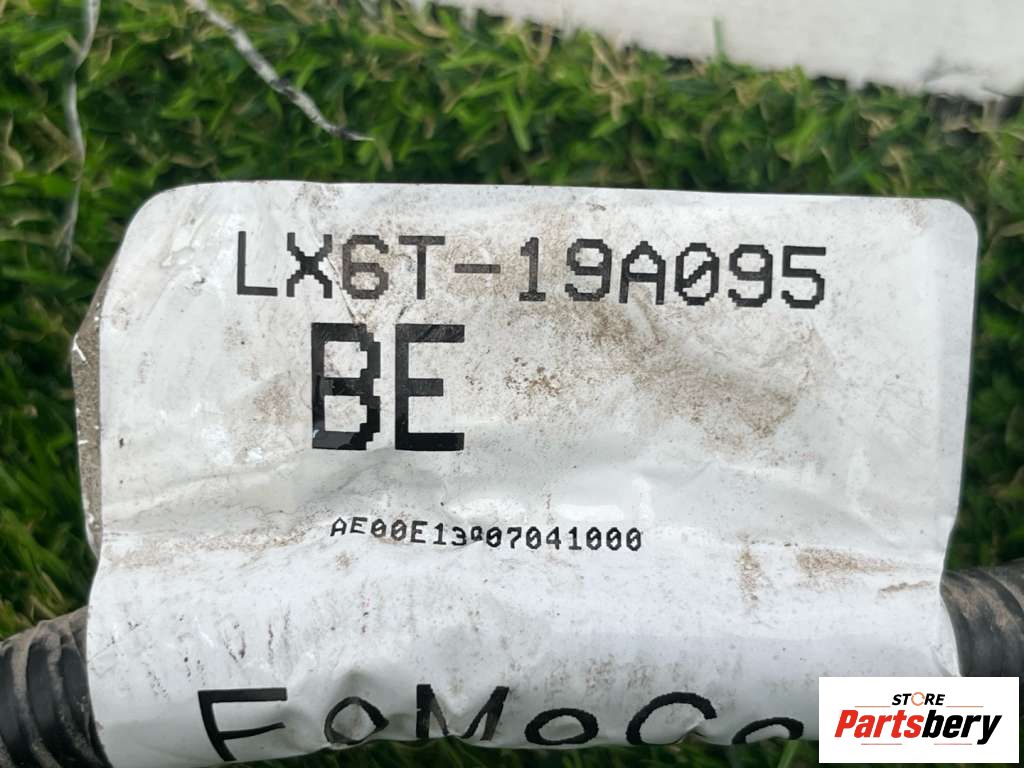 LX6T-19A095
BE
AE00E13007041000
FoMoCo
STORE
Partsbery